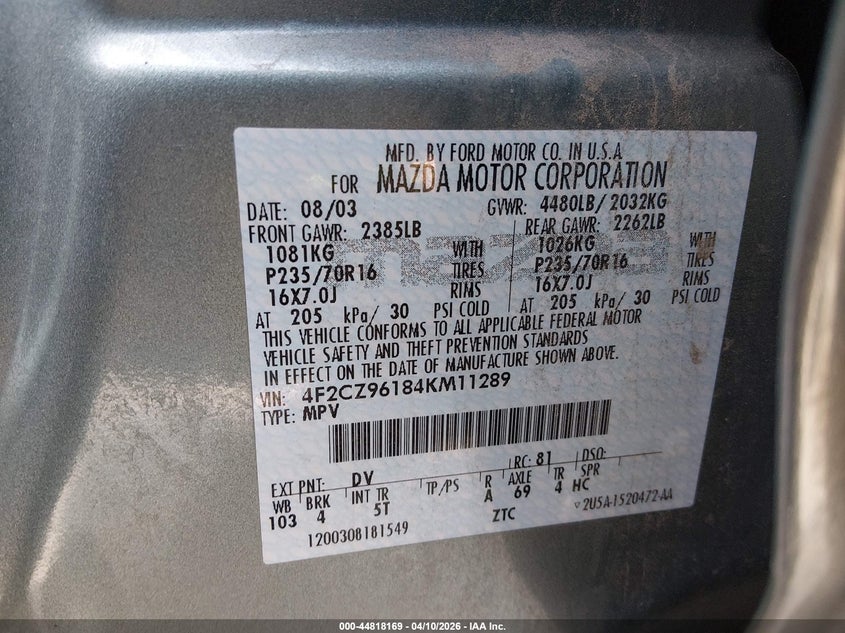 MFD. BY FORD MOTOR CO. IN U.S.A
FOR MAZDA MOTOR CORPORATION
DATE: 08/03 GVWR: 4480LB/ 2032KG
FRONT GAWR: 2385LB REAR GAWR: 2262LB
1081KG WITH 1026KG WITH
P235/70R16 TIRES P235/70R16 TIRES
16X7.0J RIMS 16X7.0J RIMS
AT 205 kPa/ 30 PSI COLD AT 205 kPa/ 30 PSI COLD
THIS VEHICLE CONFORMS TO ALL APPLICABLE FEDERAL MOTOR
VEHICLE SAFETY AND THEFT PREVENTION STANDARDS
IN EFFECT ON THE DATE OF MANUFACTURE SHOWN ABOVE.
VIN: 4F2CZ96184KM11289
TYPE: MPV
EXT PNT: DV RC: 81 DSO:
WB BRK INT TR TP/PS R AXLE TR SPR
103 4 5T A 69 4 HC
1200308181549 ZTC 2U5A-1520472-AA
mazda
000-44818169 - 04/10/2026 - IAA Inc.